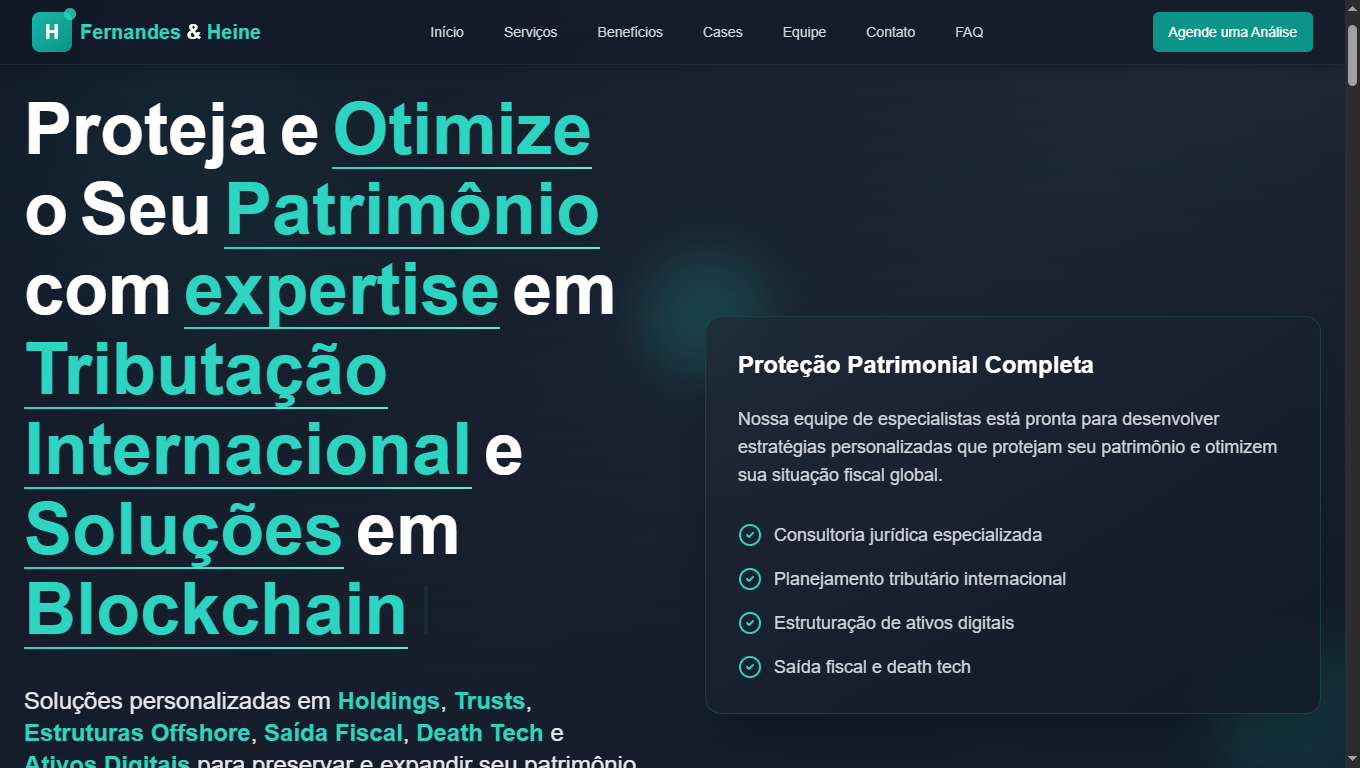 H
Fernandes & Heine
Início
Serviços
Benefícios
Cases
Equipe
Contato
FAQ
Agende uma Análise
Proteja e Otimize
o Seu Patrimônio
com expertise em
Tributação
Internacional e
Soluções em
Blockchain
Soluções personalizadas em Holdings, Trusts,
Estruturas Offshore, Saída Fiscal, Death Tech e
Ativos Digitais para preservar e expandir seu patrimônio
Proteção Patrimonial Completa
Nossa equipe de especialistas está pronta para desenvolver
estratégias personalizadas que protejam seu patrimônio e otimizem
sua situação fiscal global.
Consultoria jurídica especializada
Planejamento tributário internacional
Estruturação de ativos digitais
Saída fiscal e death tech